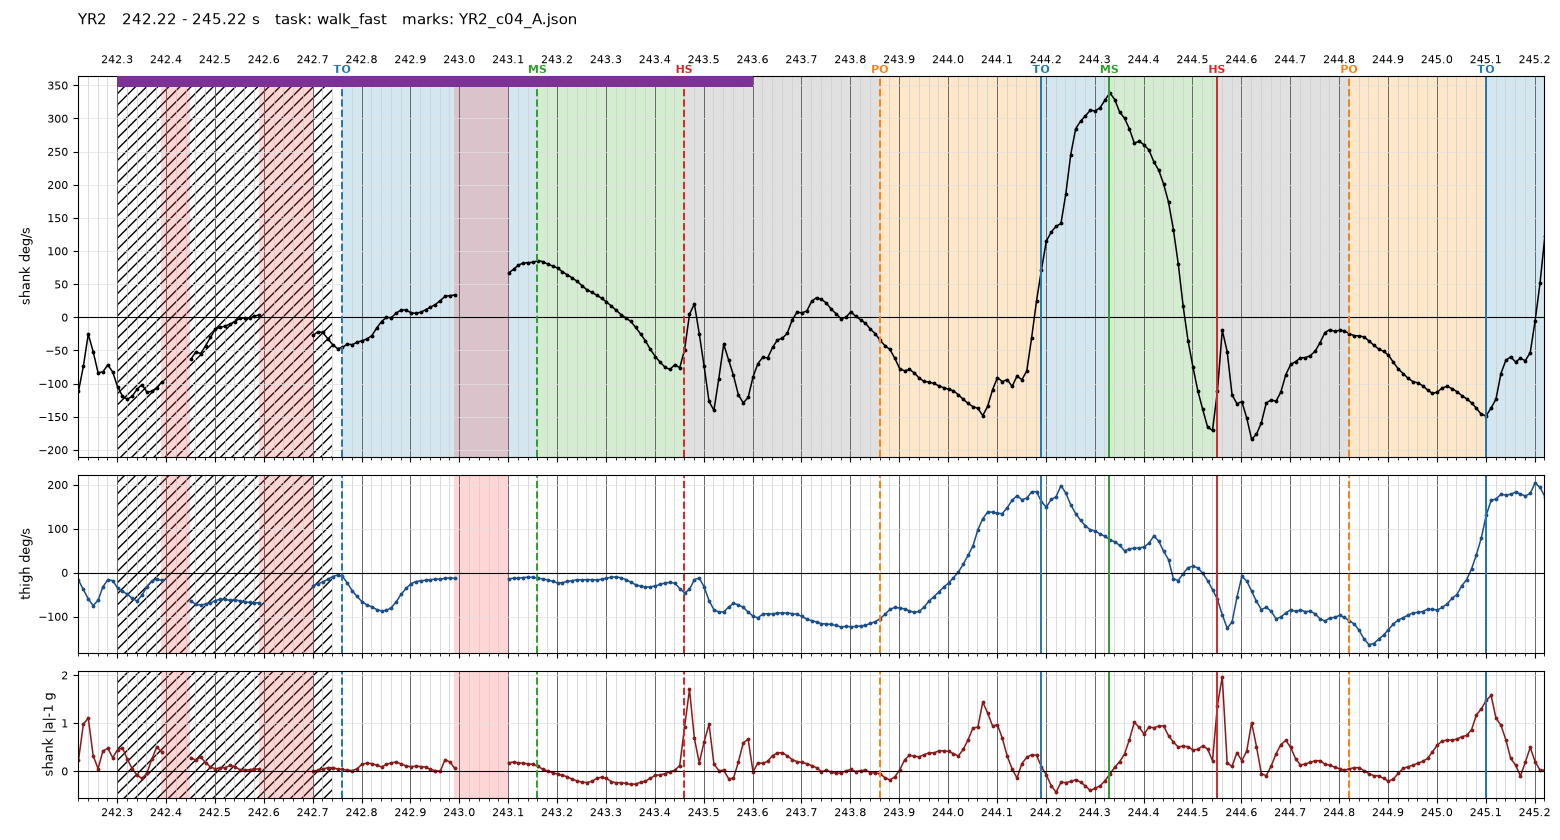 YR2 242.22 - 245.22 s task: walk_fast marks: YR2_c04_A.json
242.3 242.4 242.5 242.6 242.7 242.8 242.9 243.0 243.1 243.2 243.3 243.4 243.5 243.6 243.7 243.8 243.9 244.0 244.1 244.2 244.3 244.4 244.5 244.6 244.7 244.8 244.9 245.0 245.1 245.2
TO MS HS PO TO MS HS PO TO
shank deg/s
350
300
250
200
150
100
50
0
−50
−100
−150
−200
thigh deg/s
200
100
0
−100
shank |a|-1 g
2
1
0
242.3 242.4 242.5 242.6 242.7 242.8 242.9 243.0 243.1 243.2 243.3 243.4 243.5 243.6 243.7 243.8 243.9 244.0 244.1 244.2 244.3 244.4 244.5 244.6 244.7 244.8 244.9 245.0 245.1 245.2